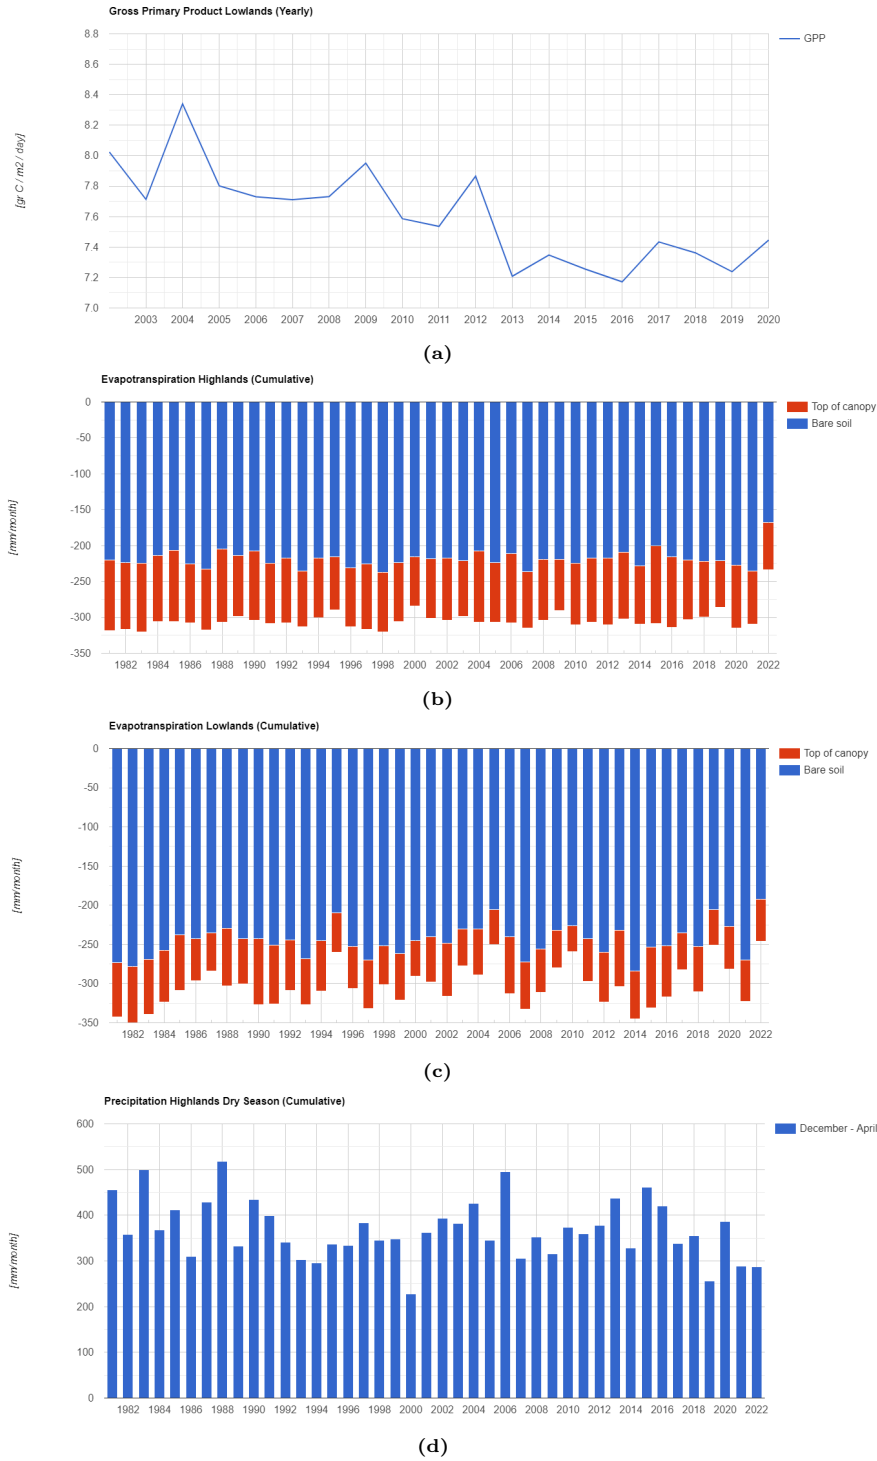 Gross Primary Product Lowlands (Yearly)
8.8
8.6
8.4
8.2
8.0
7.8
7.6
7.4
7.2
7.0
[gr C / m2 / day]
GPP
2003 2004 2005 2006 2007 2008 2009 2010 2011 2012 2013 2014 2015 2016 2017 2018 2019 2020
(a)
Evapotranspiration Highlands (Cumulative)
0
-50
-100
-150
-200
-250
-300
-350
[mm/month]
Top of canopy
Bare soil
1982 1984 1986 1988 1990 1992 1994 1996 1998 2000 2002 2004 2006 2008 2010 2012 2014 2016 2018 2020 2022
(b)
Evapotranspiration Lowlands (Cumulative)
0
-50
-100
-150
-200
-250
-300
-350
[mm/month]
Top of canopy
Bare soil
1982 1984 1986 1988 1990 1992 1994 1996 1998 2000 2002 2004 2006 2008 2010 2012 2014 2016 2018 2020 2022
(c)
Precipitation Highlands Dry Season (Cumulative)
600
500
400
300
200
100
0
[mm/month]
December - April
1982 1984 1986 1988 1990 1992 1994 1996 1998 2000 2002 2004 2006 2008 2010 2012 2014 2016 2018 2020 2022
(d)